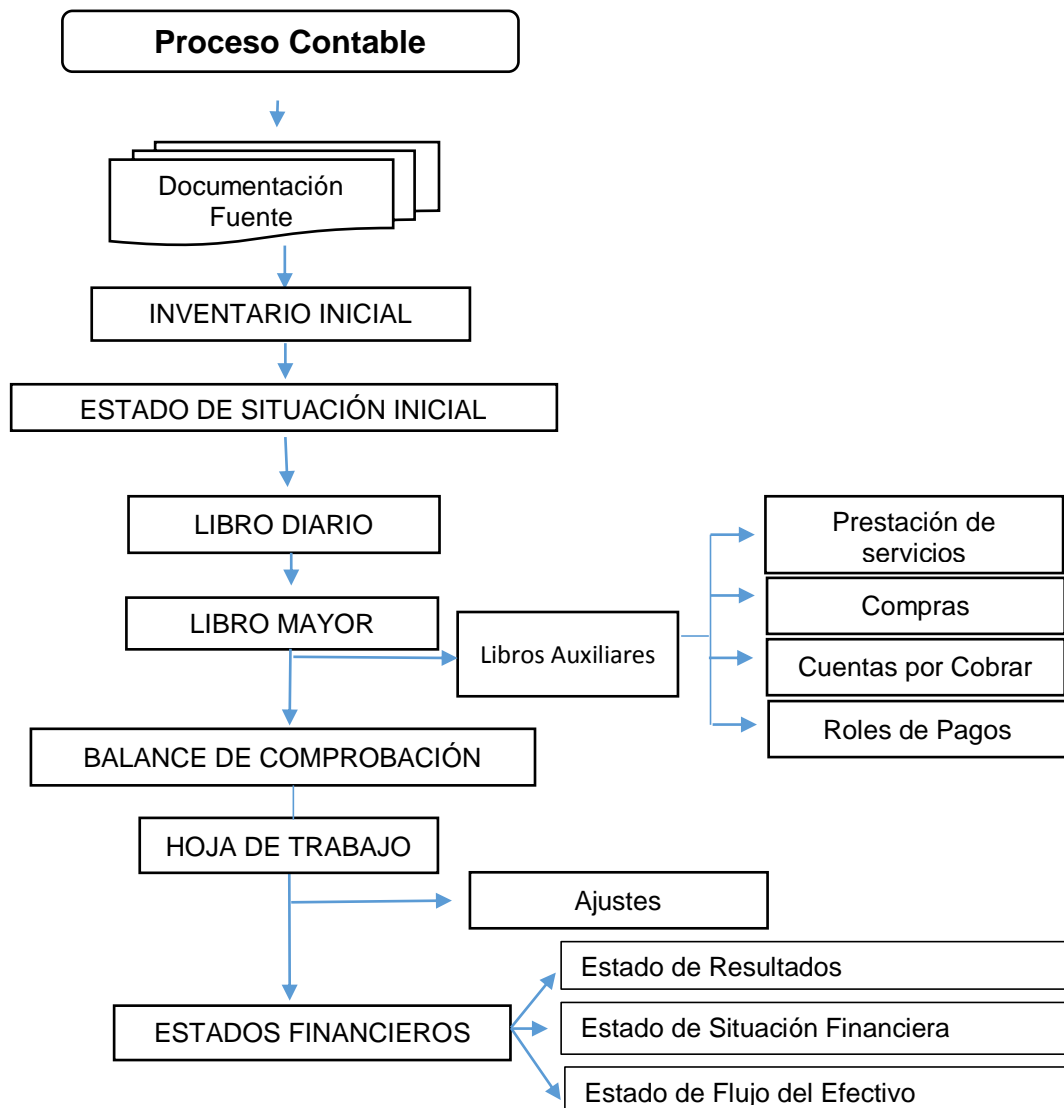 Proceso Contable
Documentación
Fuente
INVENTARIO INICIAL
ESTADO DE SITUACIÓN INICIAL
LIBRO DIARIO
LIBRO MAYOR
Libros Auxiliares
Prestación de
servicios
Compras
Cuentas por Cobrar
Roles de Pagos
BALANCE DE COMPROBACIÓN
HOJA DE TRABAJO
Ajustes
ESTADOS FINANCIEROS
Estado de Resultados
Estado de Situación Financiera
Estado de Flujo del Efectivo